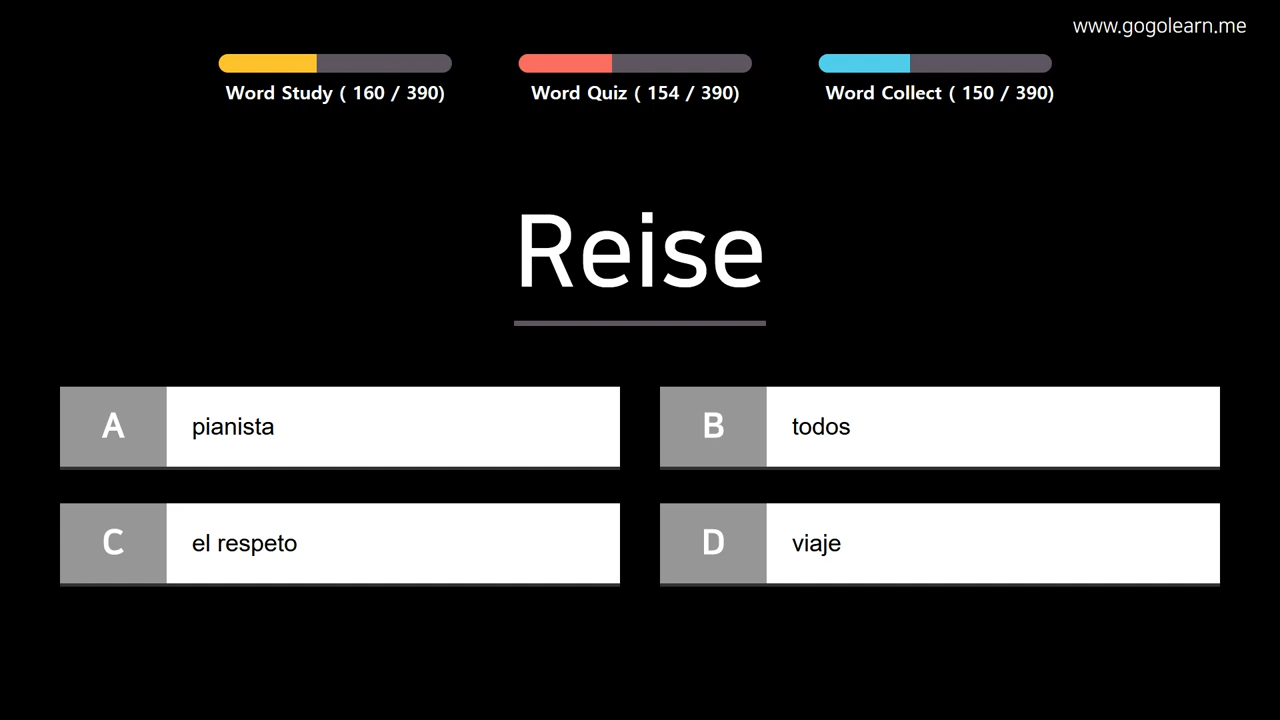 www.gogolearn.me
Word Study ( 160 / 390)
Word Quiz ( 154 / 390)
Word Collect ( 150 / 390)
Reise
A pianista
B todos
C el respeto
D viaje